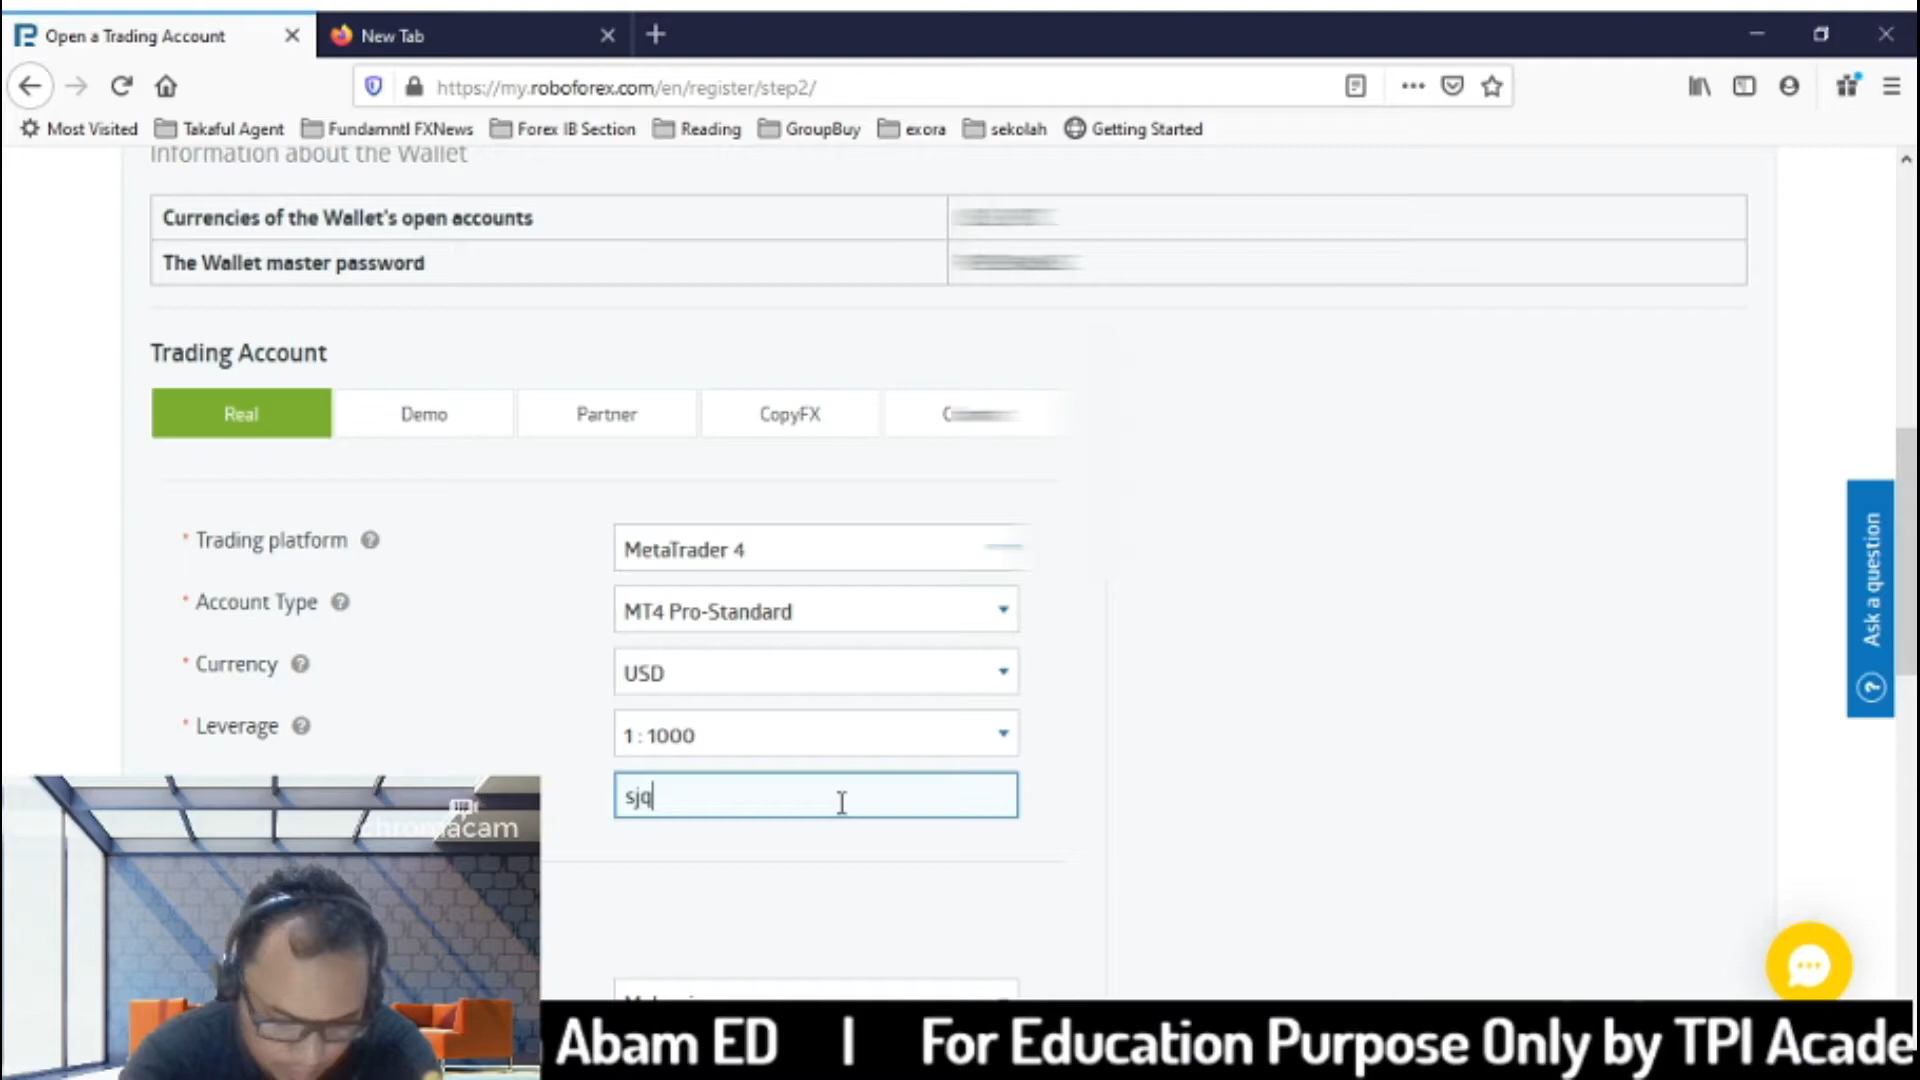 Open a Trading Account
New Tab
https://my.roboforex.com/en/register/step2/
Most Visited Takaful Agent Fundamntl FXNews Forex IB Section Reading GroupBuy exora sekolah Getting Started
Information about the Wallet
Currencies of the Wallet's open accounts
The Wallet master password
Trading Account
Real Demo Partner CopyFX
* Trading platform MetaTrader 4
* Account Type MT4 Pro-Standard
* Currency USD
* Leverage 1 : 1000
sjq
Ask a question
chromacam
Abam ED | For Education Purpose Only by TPI Acade